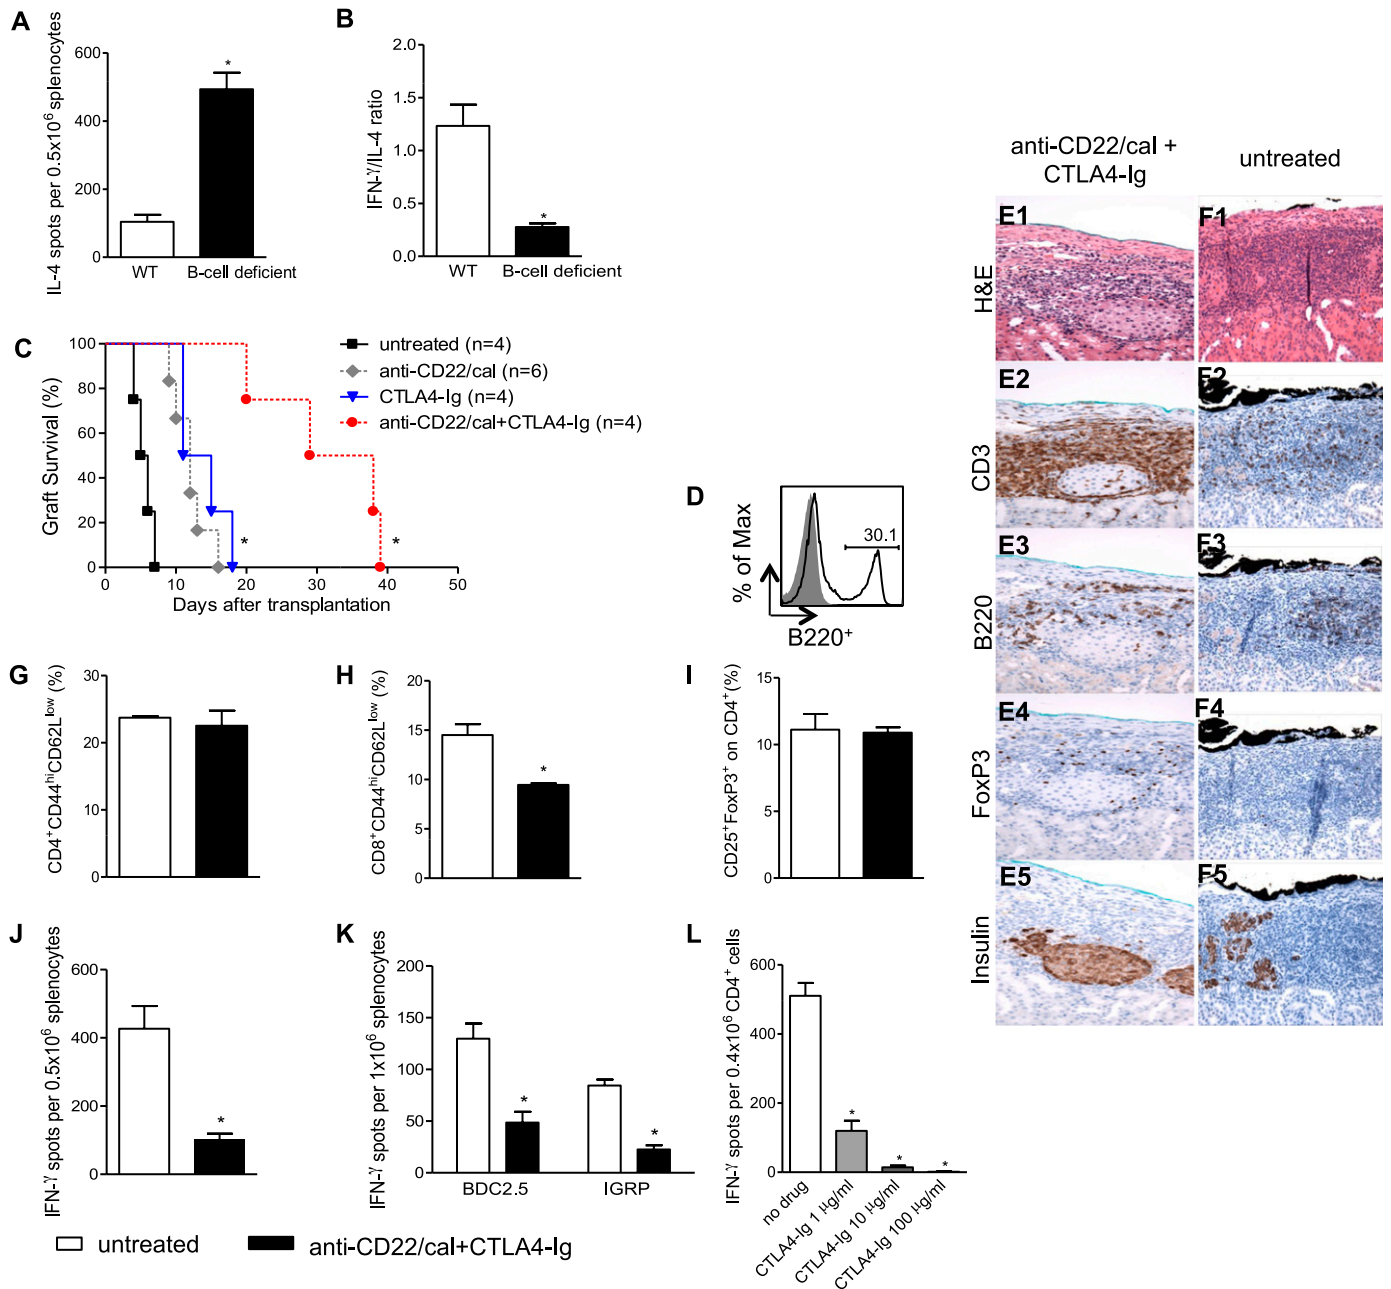 A
IL-4 spots per 0.5x10⁶ splenocytes
600
400
200
0
*
WT
B-cell deficient
B
IFN-γ/IL-4 ratio
2.0
1.5
1.0
0.5
0.0
*
WT
B-cell deficient
C
Graft Survival (%)
100
80
60
40
20
0
0 10 20 30 40 50
Days after transplantation
* *
untreated (n=4)
anti-CD22/cal (n=6)
CTLA4-Ig (n=4)
anti-CD22/cal+CTLA4-Ig (n=4)
D
% of Max
30.1
B220⁺
anti-CD22/cal +
CTLA4-Ig
untreated
H&E
E1
F1
CD3
E2
F2
B220
E3
F3
FoxP3
E4
F4
Insulin
E5
F5
G
CD4⁺CD44ʰⁱCD62Lˡᵒʷ (%)
30
20
10
0
H
CD8⁺CD44ʰⁱCD62Lˡᵒʷ (%)
20
15
10
5
0
*
I
CD25⁺FoxP3⁺ on CD4⁺(%)
15
10
5
0
J
IFN-γ spots per 0.5x10⁶ splenocytes
600
400
200
0
*
K
IFN-γ spots per 1x10⁶ splenocytes
200
150
100
50
0
*
*
BDC2.5
IGRP
L
IFN-γ spots per 0.4x10⁶ CD4⁺ cells
600
400
200
0
*
*
*
no drug
CTLA4-Ig 1 µg/ml
CTLA4-Ig 10 µg/ml
CTLA4-Ig 100 µg/ml
untreated
anti-CD22/cal+CTLA4-Ig